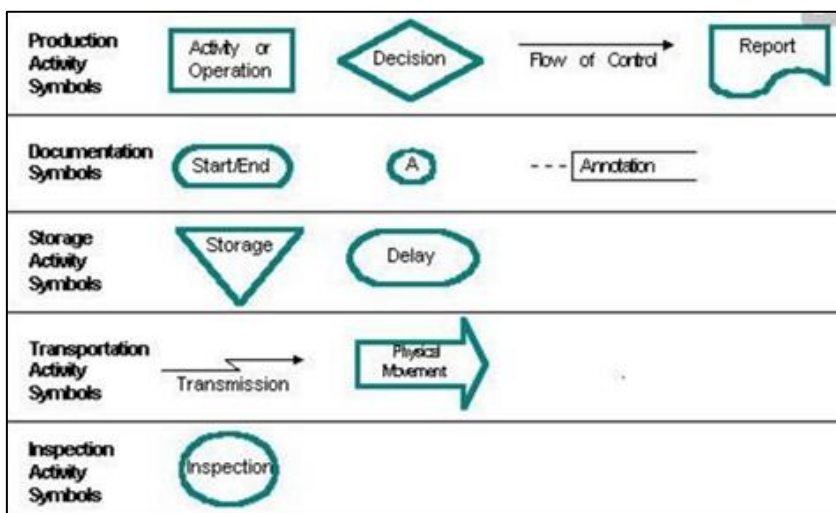 Production
Activity
Symbols
Activity or
Operation
Decision
Flow of Control
Report
Documentation
Symbols
Start/End
A
Annotation
Storage
Activity
Symbols
Storage
Delay
Transportation
Activity
Symbols
Transmission
Physical
Movement
Inspection
Activity
Symbols
Inspection